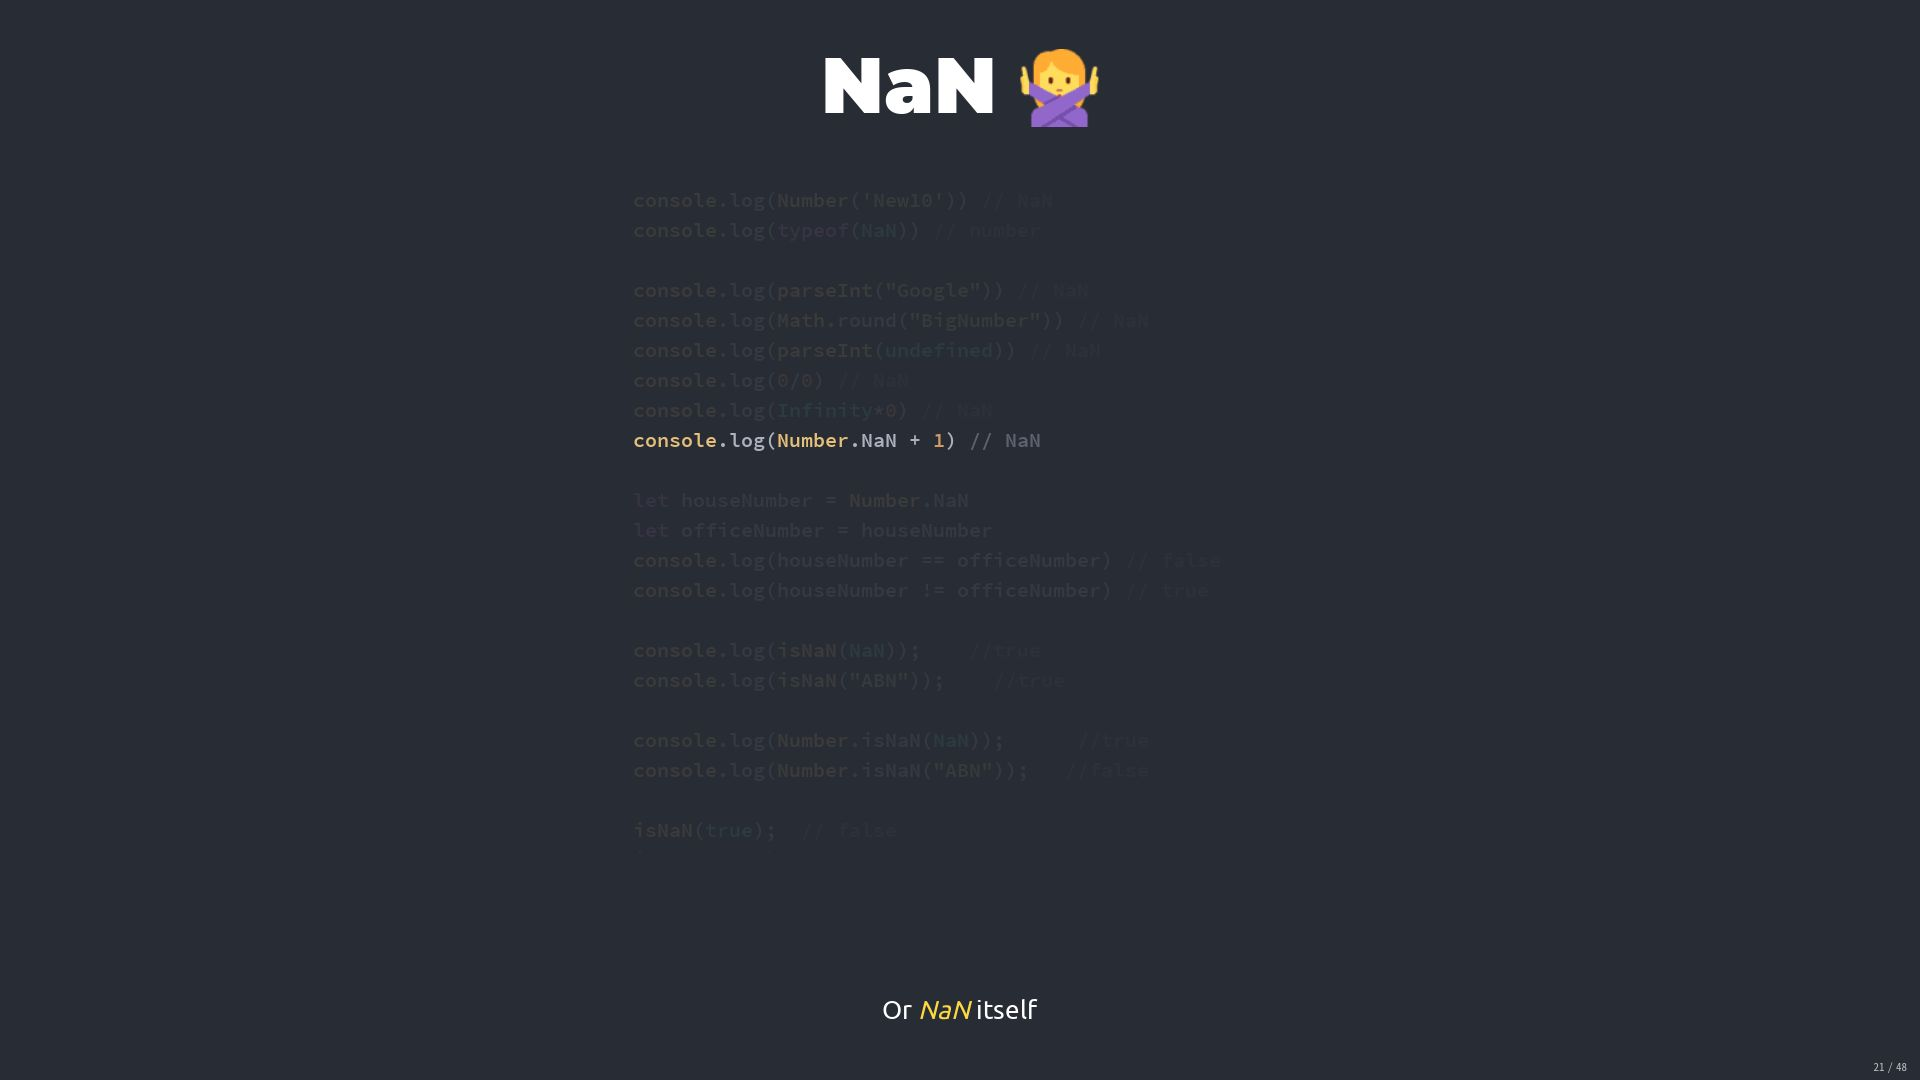 NaN
console.log(Number('New10')) // NaN
console.log(typeof(NaN)) // number
console.log(parseInt("Google")) // NaN
console.log(Math.round("BigNumber")) // NaN
console.log(parseInt(undefined)) // NaN
console.log(0/0) // NaN
console.log(Infinity*0) // NaN
console.log(Number.NaN + 1) // NaN
let houseNumber = Number.NaN
let officeNumber = houseNumber
console.log(houseNumber == officeNumber) // false
console.log(houseNumber != officeNumber) // true
console.log(isNaN(NaN));    //true
console.log(isNaN("ABN"));    //true
console.log(Number.isNaN(NaN));      //true
console.log(Number.isNaN("ABN"));   //false
isNaN(true);  // false
Or NaN itself
21 / 48